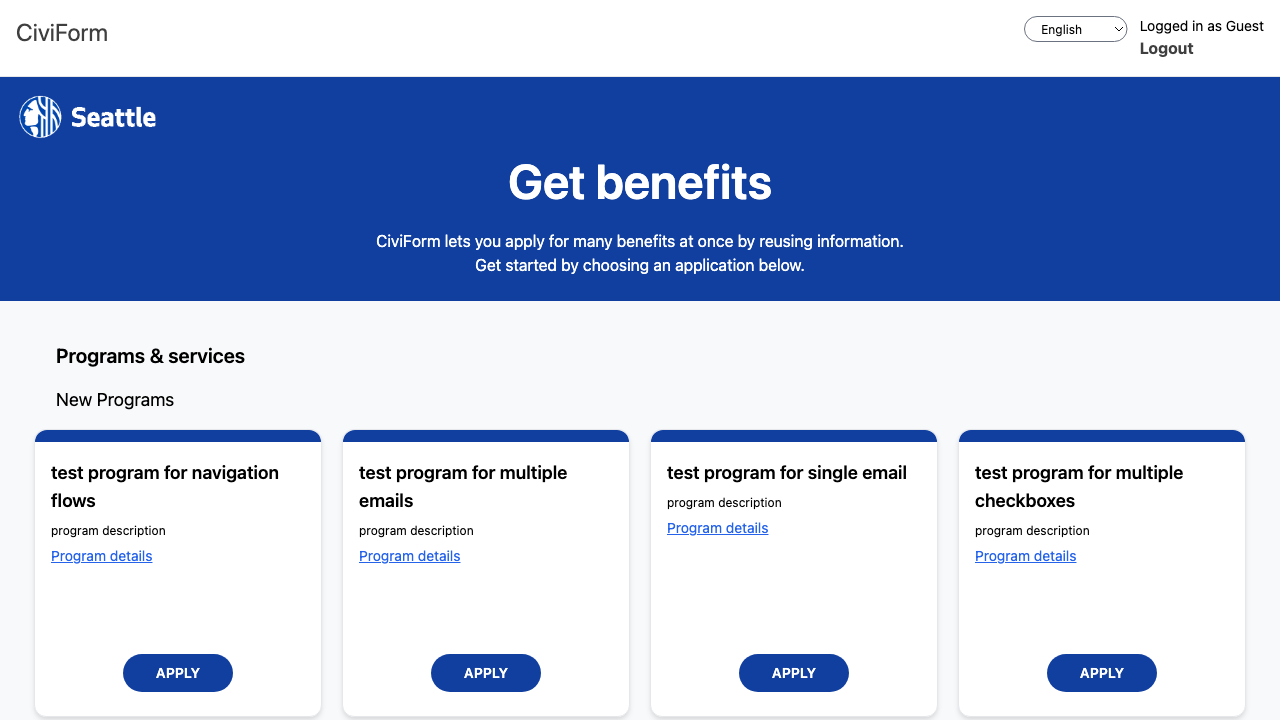 CiviForm
English
Logged in as Guest
Logout
Seattle
Get benefits
CiviForm lets you apply for many benefits at once by reusing information.
Get started by choosing an application below.
Programs & services
New Programs
test program for navigation
flows
program description
Program details
APPLY
test program for multiple
emails
program description
Program details
APPLY
test program for single email
program description
Program details
APPLY
test program for multiple
checkboxes
program description
Program details
APPLY